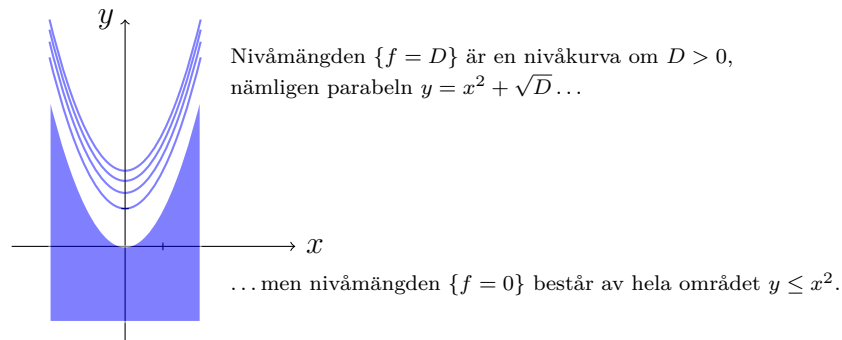 y
Nivåmängden {f = D} är en nivåkurva om D > 0,
nämligen parabeln y = x² + √D …
x
… men nivåmängden {f = 0} består av hela området y ≤ x².